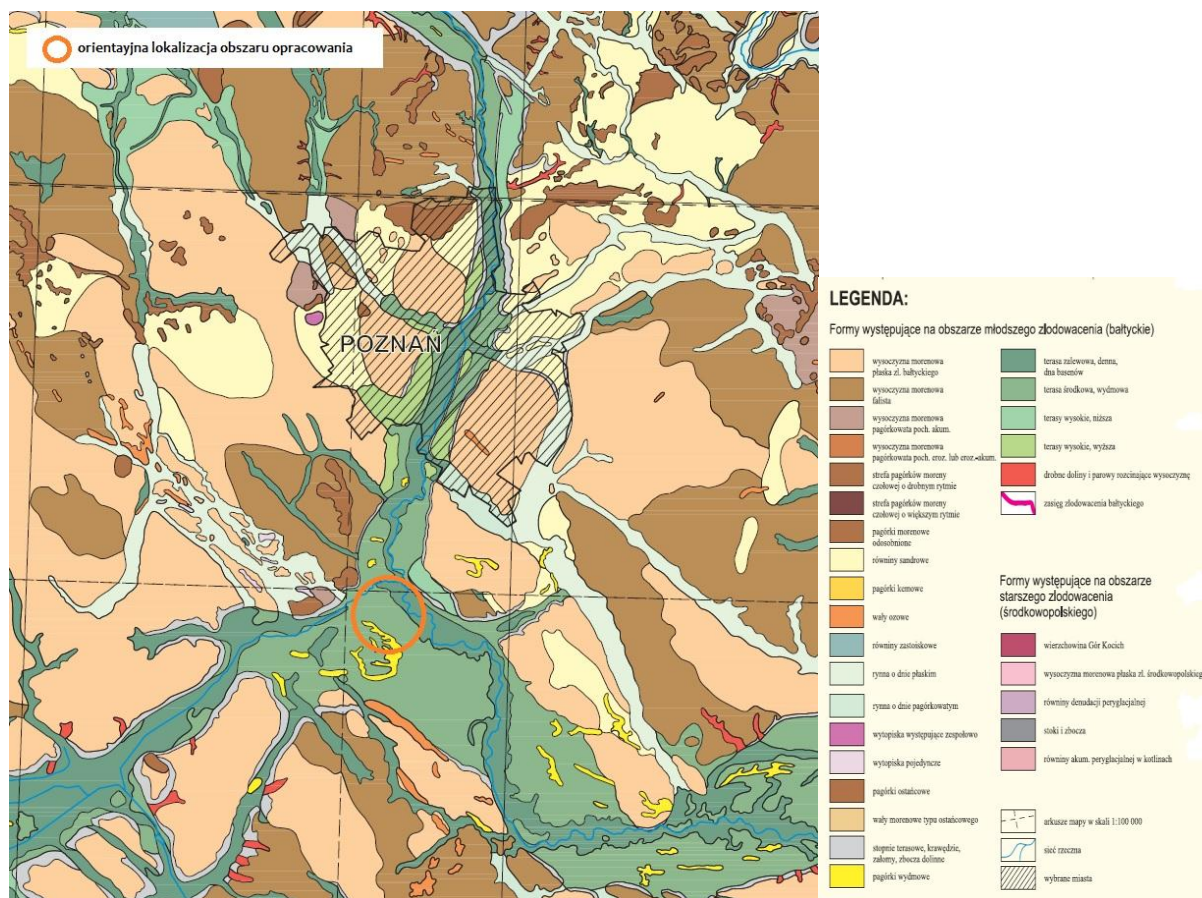 orientayjna lokalizacja obszaru opracowania
POZNAŃ
LEGENDA:
Formy występujące na obszarze młodszego zlodowacenia (bałtyckie)
wysoczyzna morenowa
płaska zl. bałtyckiego
wysoczyzna morenowa
falista
wysoczyzna morenowa
pagórkowata poch. akum.
wysoczyzna morenowa
pagórkowata poch. eroz. lub eroz.-akum.
strefa pagórków moreny
czołowej o drobnym rytmie
strefa pagórków moreny
czołowej o większym rytmie
pagórki morenowe
odosobnione
równiny sandrowe
pagórki kemowe
wały ozowe
równiny zastoiskowe
rynna o dnie płaskim
rynna o dnie pagórkowatym
wytopiska występujące zespołowo
wytopiska pojedyncze
pagórki ostańcowe
wały morenowe typu ostańcowego
stopnie terasowe, krawędzie,
załomy, zbocza dolinne
pagórki wydmowe
terasa zalewowa, denna,
dna basenów
terasa środkowa, wydmowa
terasy wysokie, niższa
terasy wysokie, wyższa
drobne doliny i parowy rozcinające wysoczyznę
zasięg zlodowacenia bałtyckiego
Formy występujące na obszarze
starszego zlodowacenia
(środkowopolskiego)
wierzchowina Gór Kocich
wysoczyzna morenowa płaska zl. środkowopolskieg
równiny denudacji peryglacjalnej
stoki i zbocza
równiny akum. peryglacjalnej w kotlinach
arkusze mapy w skali 1:100 000
sieć rzeczna
wybrane miasta